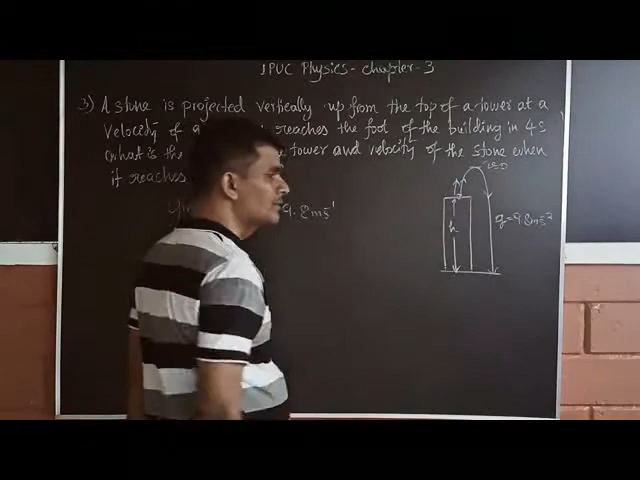 1PUC Physics - chapter - 3
3) A stone is projected vertically up from the top of a tower at a
velocity of reaches the foot of the building in 4s
what is the tower and velocity of the stone when
it reaches
9.8ms⁻¹
h
g=9.8ms⁻²